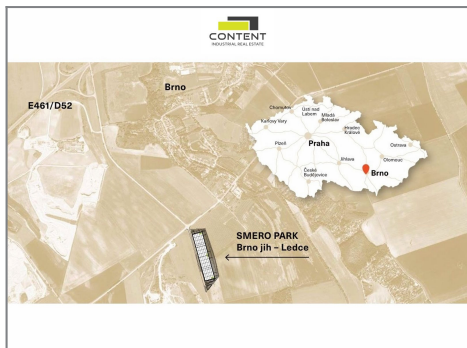 CONTENT
INDUSTRIAL REAL ESTATE
Brno
E461/D52
Chomutov
Ústí nad
Labem
Mladá
Boleslav
Karlovy Vary
Hradec
Králové
Praha
Plzeň
Ostrava
Olomouc
Jihlava
České
Budějovice
Brno
SMERO PARK
Brno jih – Ledce